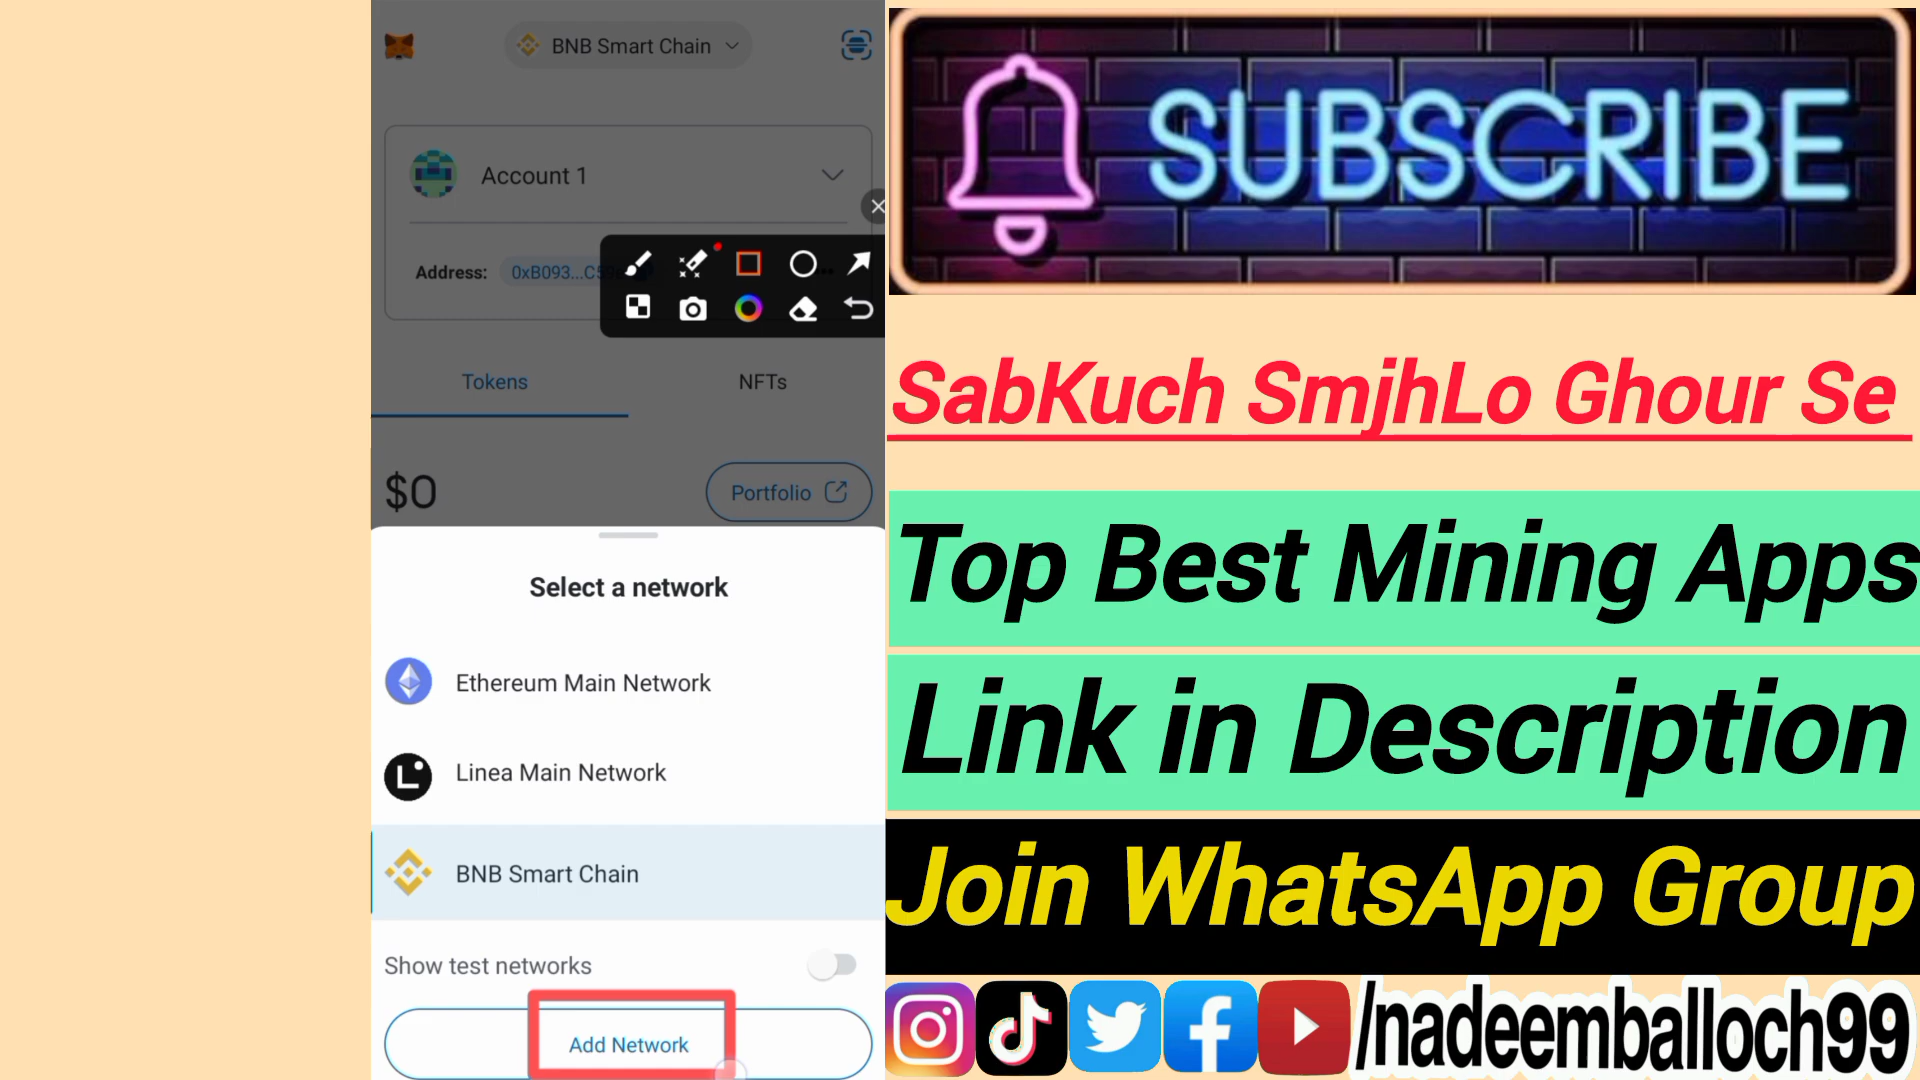 BNB Smart Chain
Account 1
Address: 0xB093...C5
Tokens
NFTs
$0
Portfolio
Select a network
Ethereum Main Network
Linea Main Network
BNB Smart Chain
Show test networks
Add Network
SUBSCRIBE
SabKuch SmjhLo Ghour Se
Top Best Mining Apps
Link in Description
Join WhatsApp Group
/nadeemballoch99